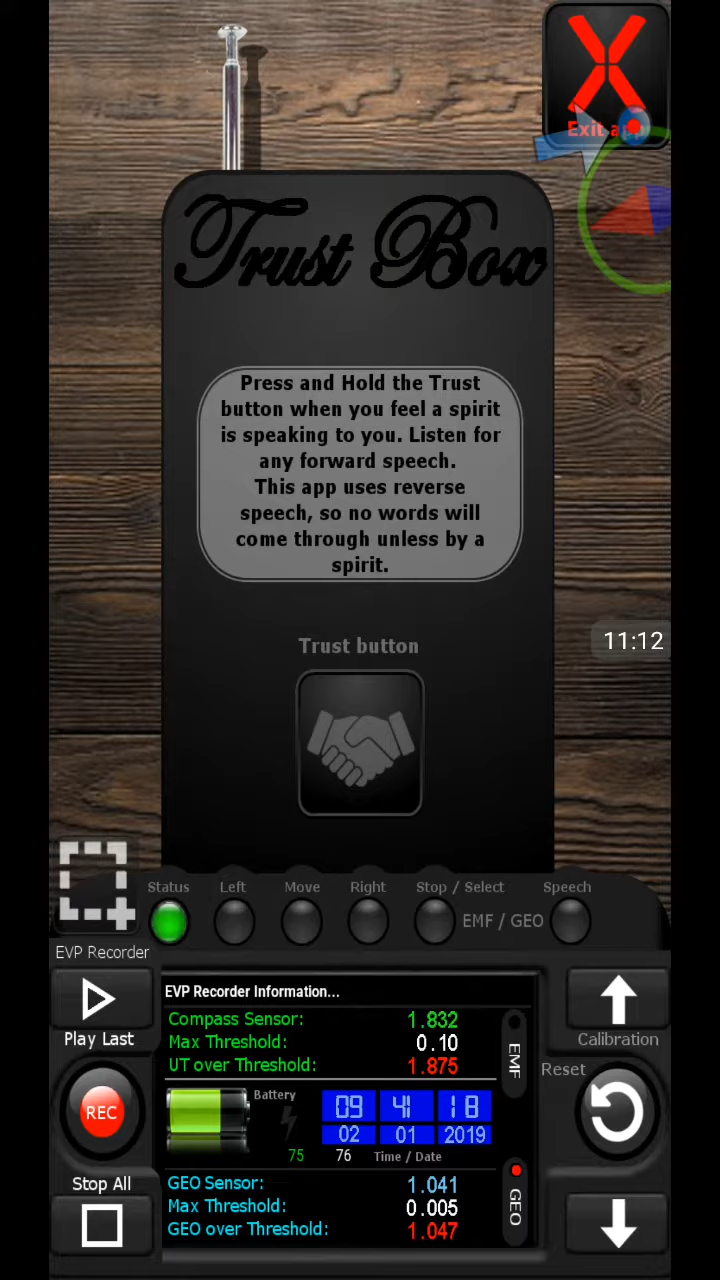 Exit app
Trust Box
Press and Hold the Trust
button when you feel a spirit
is speaking to you. Listen for
any forward speech.
This app uses reverse
speech, so no words will
come through unless by a
spirit.
11:12
Trust button
Status Left Move Right Stop / Select Speech
EMF / GEO
EVP Recorder
EVP Recorder Information...
Play Last
Compass Sensor: 1.832
Max Threshold: 0.10
UT over Threshold: 1.875
EMF
Calibration
Reset
REC
Battery
09 41 18
02 01 2019
75 76 Time / Date
Stop All
GEO Sensor: 1.041
Max Threshold: 0.005
GEO over Threshold: 1.047
GEO